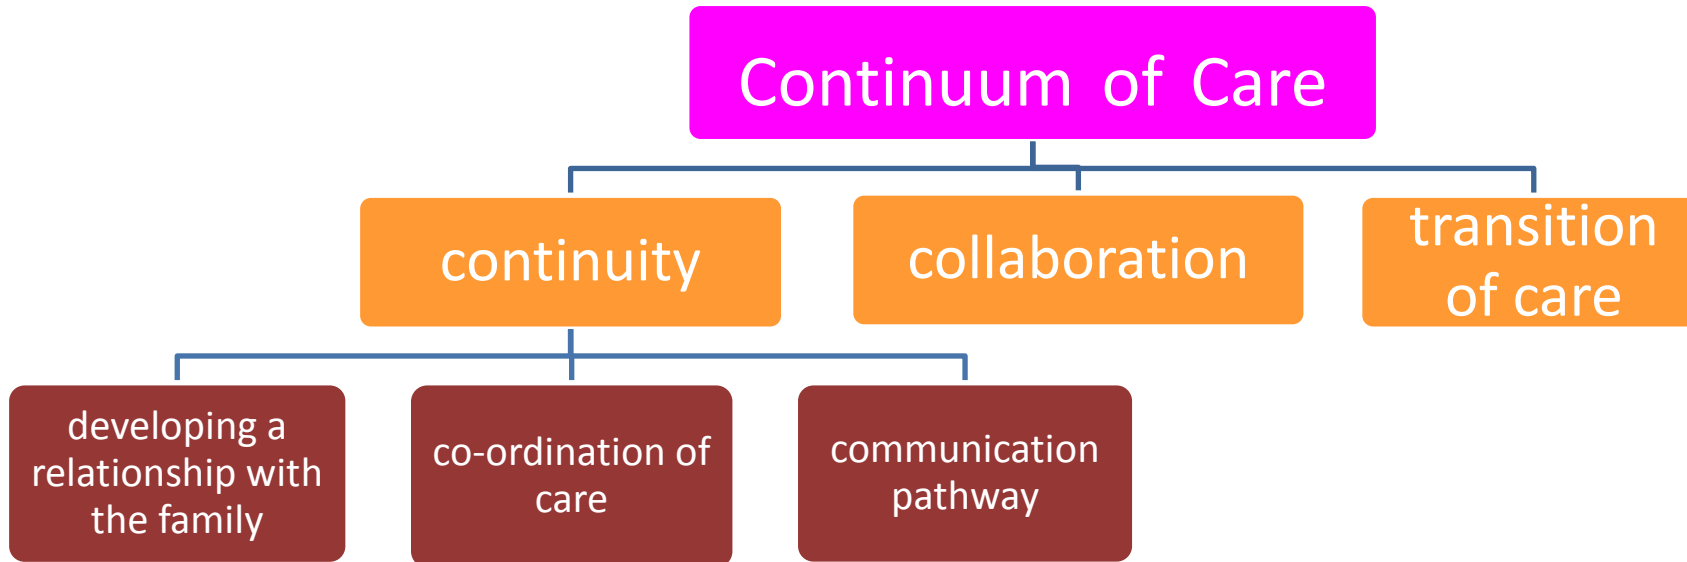 Continuum of Care
continuity
collaboration
transition
of care
developing a
relationship with
the family
co-ordination of
care
communication
pathway